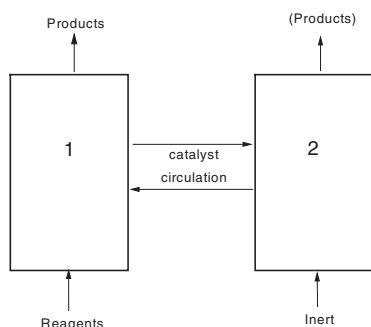 Products
(Products)
1
2
catalyst
circulation
Reagents
Inert